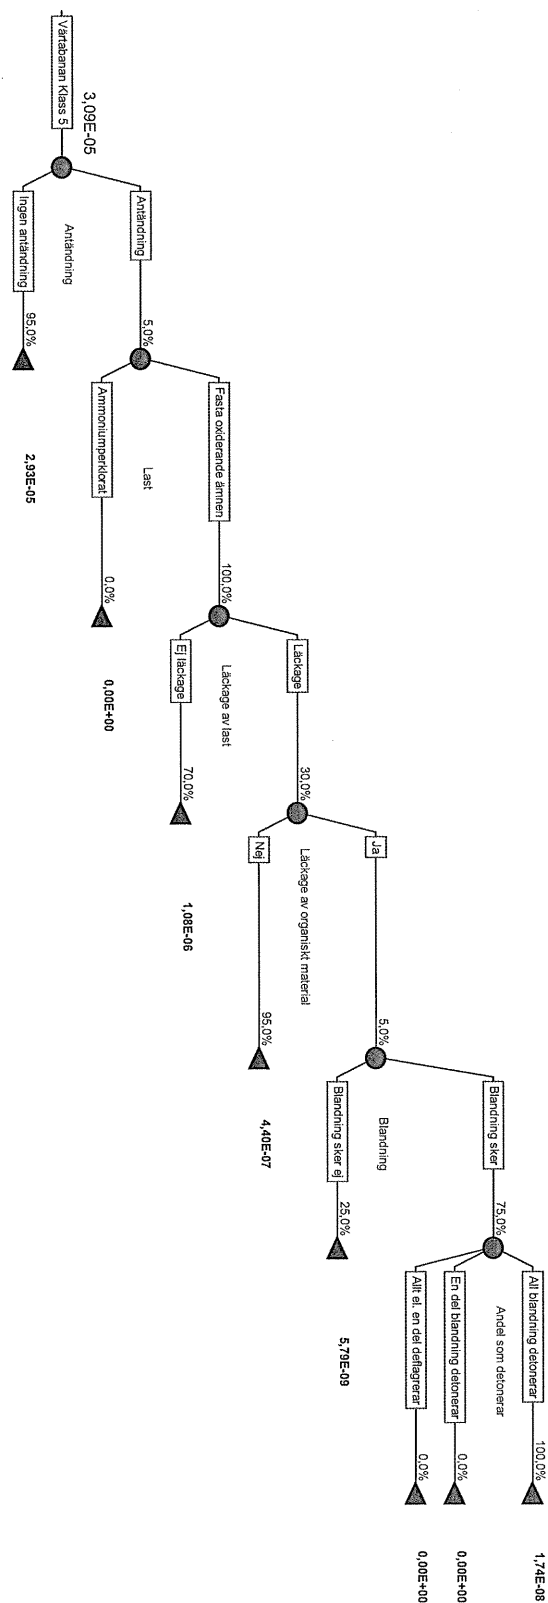 Värtabanan Klass 5
3,09E-05
Antändning
Antändning
5,0%
Ingen antändning
95,0%
2,93E-05
Last
Fasta oxiderande ämnen
100,0%
Ammoniumperklorat
0,0%
0,00E+00
Läckage av last
Läckage
30,0%
Ej läckage
70,0%
1,08E-06
Läckage av organiskt material
Ja
5,0%
Nej
95,0%
4,40E-07
Blandning
Blandning sker
75,0%
Blandning sker ej
25,0%
5,79E-09
Andel som detonerar
All blandning detonerar
100,0%
1,74E-08
En del blandning detonerar
0,0%
0,00E+00
Allt el. en del deflagrerar
0,0%
0,00E+00